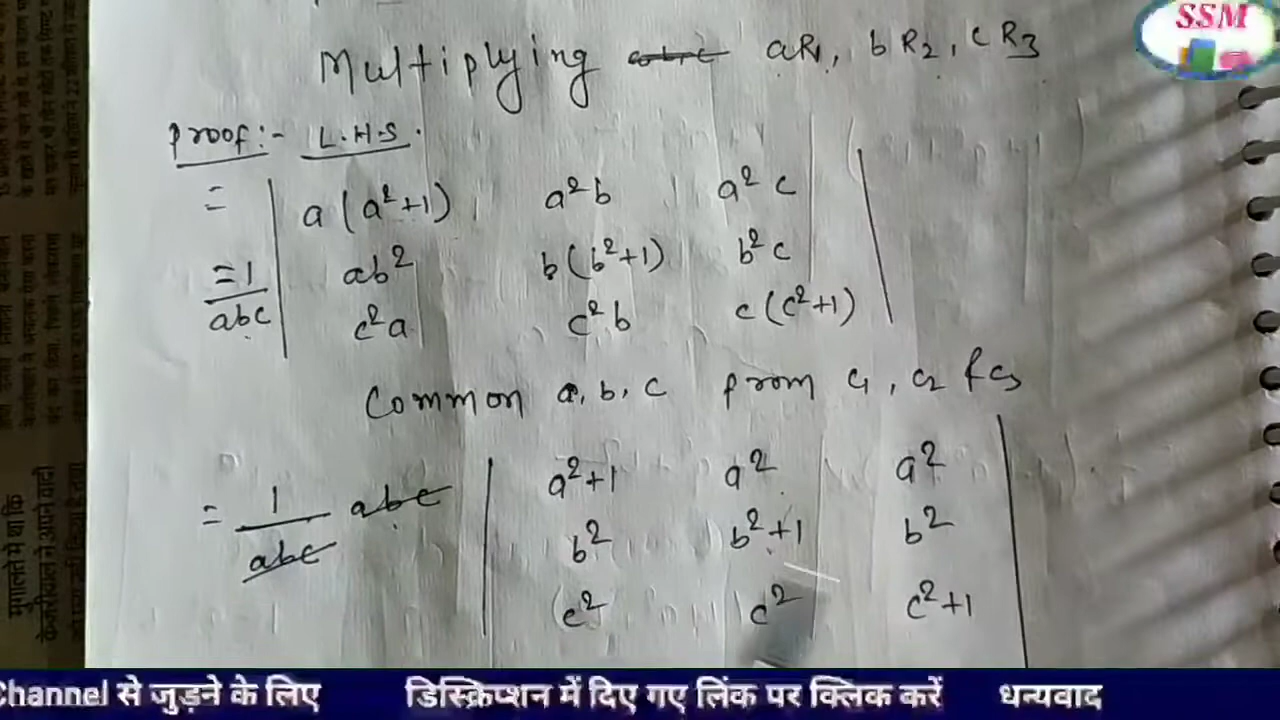 SSM
Multiplying abc aR1, bR2, cR3
Proof:- L.H.S.
= | a(a²+1) a²b a²c |
=1/abc | ab² b(b²+1) b²c |
| c²a c²b c(c²+1) |
Common a, b, c from c1, c2 & c3
= 1/abc abc | a²+1 a² a² |
| b² b²+1 b² |
| c² c² c²+1 |
Channel से जुड़ने के लिए डिस्क्रिप्शन में दिए गए लिंक पर क्लिक करें धन्यवाद